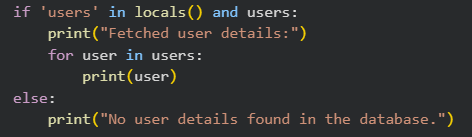 if 'users' in locals() and users:
    print("Fetched user details:")
    for user in users:
        print(user)
else:
    print("No user details found in the database.")